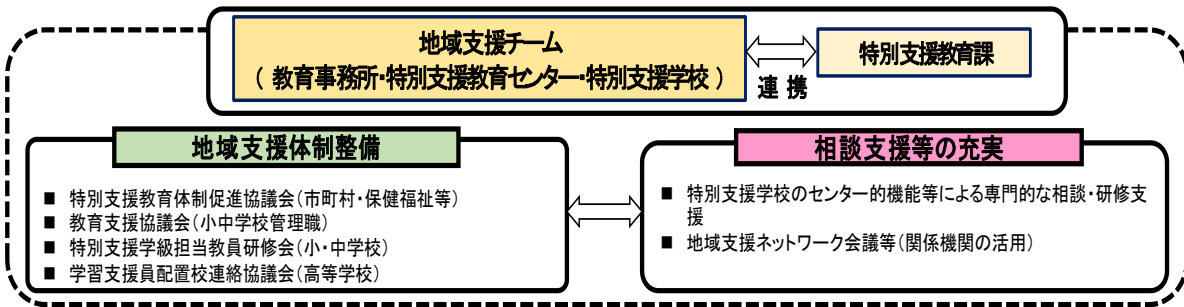 地域支援チーム
( 教育事務所・特別支援教育センター・特別支援学校 )
連 携
特別支援教育課
地域支援体制整備
■ 特別支援教育体制促進協議会(市町村・保健福祉等)
■ 教育支援協議会(小中学校管理職)
■ 特別支援学級担当教員研修会(小・中学校)
■ 学習支援員配置校連絡協議会(高等学校)
相談支援等の充実
■ 特別支援学校のセンター的機能等による専門的な相談・研修支
援
■ 地域支援ネットワーク会議等(関係機関の活用)